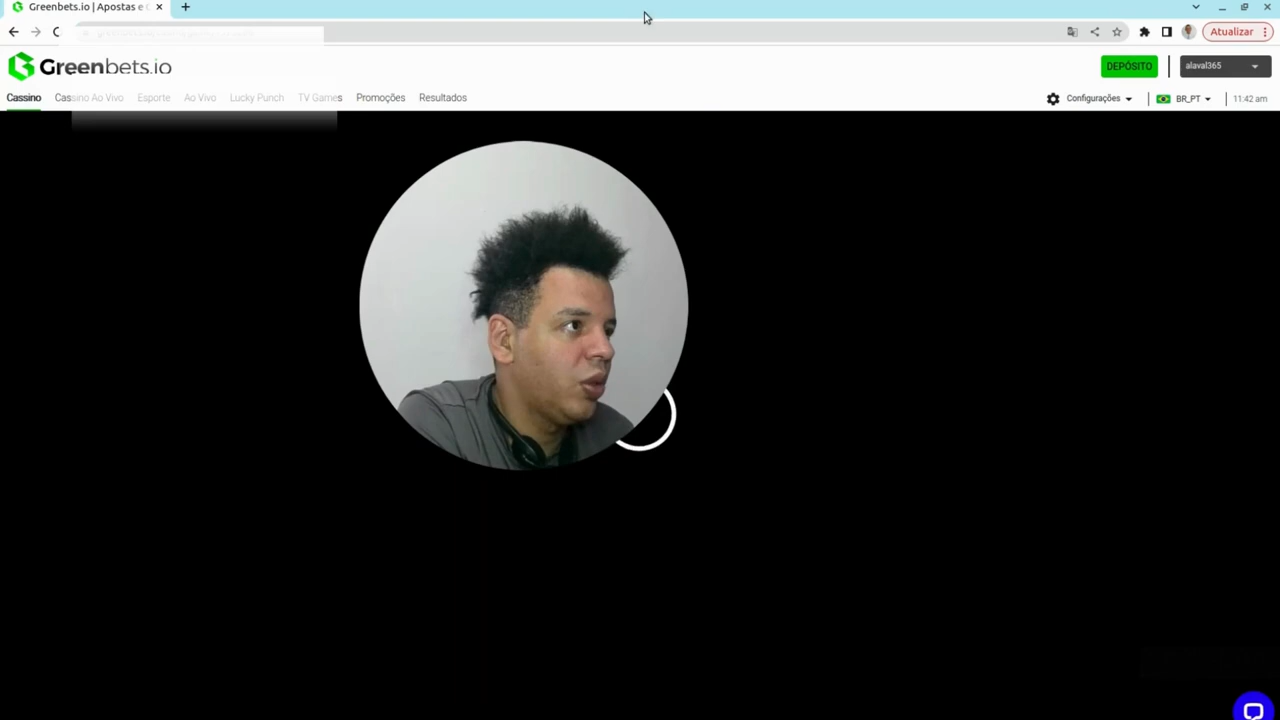 Greenbets.io | Apostas e C
Atualizar
Greenbets.io
DEPÓSITO
alaval365
Cassino Cassino Ao Vivo Esporte Ao Vivo Lucky Punch TV Games Promoções Resultados
Configurações BR_PT 11:42 am